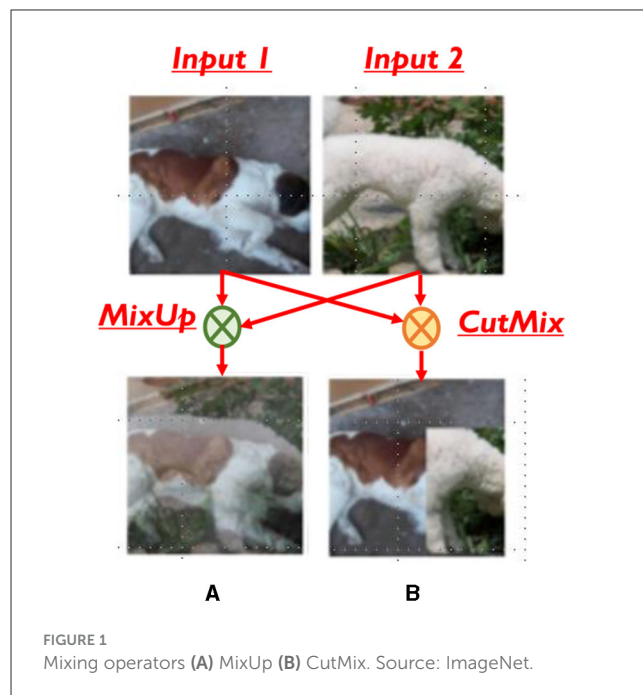 Input 1
Input 2
MixUp
CutMix
A
B
FIGURE 1
Mixing operators (A) MixUp (B) CutMix. Source: ImageNet.